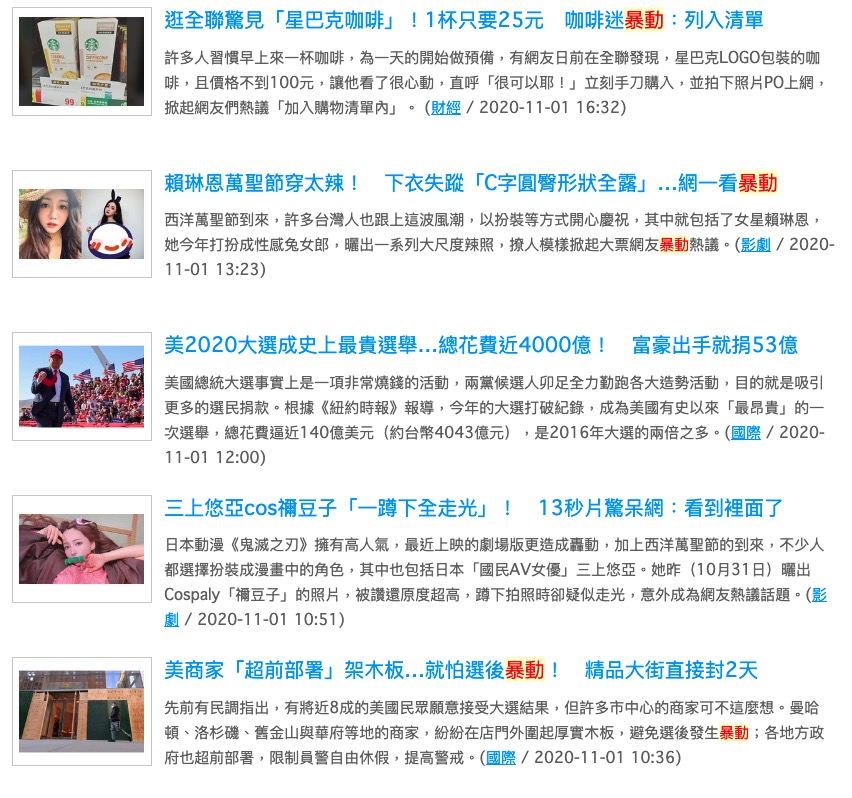 逛全聯驚見「星巴克咖啡」！1杯只要25元　咖啡迷暴動：列入清單
許多人習慣早上來一杯咖啡，為一天的開始做預備，有網友日前在全聯發現，星巴克LOGO包裝的咖
啡，且價格不到100元，讓他看了很心動，直呼「很可以耶！」立刻手刀購入，並拍下照片PO上網，
掀起網友們熱議「加入購物清單內」。 (財經 / 2020-11-01 16:32)
99
賴琳恩萬聖節穿太辣！　下衣失蹤「C字圓臀形狀全露」…網一看暴動
西洋萬聖節到來，許多台灣人也跟上這波風潮，以扮裝等方式開心慶祝，其中就包括了女星賴琳恩，
她今年打扮成性感兔女郎，曬出一系列大尺度辣照，撩人模樣掀起大票網友暴動熱議。(影劇 / 2020-
11-01 13:23)
美2020大選成史上最貴選舉…總花費近4000億！　富豪出手就捐53億
美國總統大選事實上是一項非常燒錢的活動，兩黨候選人卯足全力勤跑各大造勢活動，目的就是吸引
更多的選民捐款。根據《紐約時報》報導，今年的大選打破紀錄，成為美國有史以來「最昂貴」的一
次選舉，總花費逼近140億美元（約台幣4043億元），是2016年大選的兩倍之多。(國際 / 2020-
11-01 12:00)
三上悠亞cos禰豆子「一蹲下全走光」！　13秒片驚呆網：看到裡面了
日本動漫《鬼滅之刃》擁有高人氣，最近上映的劇場版更造成轟動，加上西洋萬聖節的到來，不少人
都選擇扮裝成漫畫中的角色，其中也包括日本「國民AV女優」三上悠亞。她昨（10月31日）曬出
Cospaly「禰豆子」的照片，被讚還原度超高，蹲下拍照時卻疑似走光，意外成為網友熱議話題。(影
劇 / 2020-11-01 10:51)
美商家「超前部署」架木板…就怕選後暴動！　精品大街直接封2天
先前有民調指出，有將近8成的美國民眾願意接受大選結果，但許多市中心的商家可不這麼想。曼哈
頓、洛杉磯、舊金山與華府等地的商家，紛紛在店門外圍起厚實木板，避免選後發生暴動；各地方政
府也超前部署，限制員警自由休假，提高警戒。(國際 / 2020-11-01 10:36)